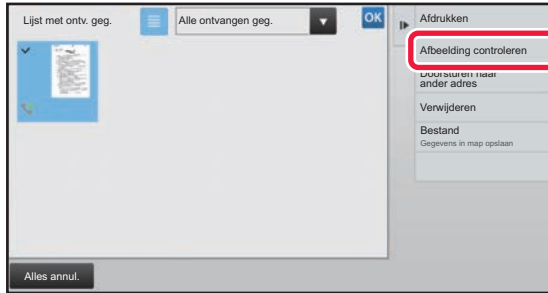 Lijst met ontv. geg.
Alle ontvangen geg.
OK
Afdrukken
Afbeelding controleren
Doorsturen naar
ander adres
Verwijderen
Bestand
Gegevens in map opslaan
Alles annul.